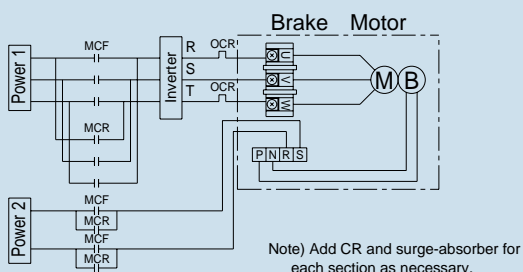 Brake Motor
Power 1
MCF
MCR
Inverter
R
S
T
OCR
OCR
U
V
W
M
B
P N R S
Power 2
MCF
MCR
MCF
MCR
Note) Add CR and surge-absorber for
each section as necessary.